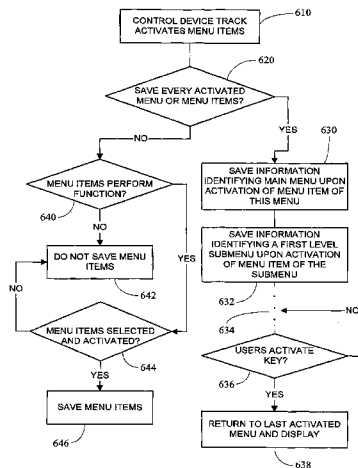 CONTROL DEVICE TRACK
ACTIVATES MENU ITEMS
610
620
SAVE EVERY ACTIVATED
MENU OR MENU ITEMS?
NO
YES
630
SAVE INFORMATION
IDENTIFYING MAIN MENU UPON
ACTIVATION OF MENU ITEM OF
THIS MENU
MENU ITEMS PERFORM
FUNCTION?
640
NO
YES
SAVE INFORMATION
IDENTIFYING A FIRST LEVEL
SUBMENU UPON ACTIVATION
OF MENU ITEM OF THE
SUBMENU
632
DO NOT SAVE MENU
ITEMS
642
NO
634
NO
MENU ITEMS SELECTED
AND ACTIVATED?
644
USERS ACTIVATE
KEY?
636
YES
YES
SAVE MENU ITEMS
646
RETURN TO LAST ACTIVATED
MENU AND DISPLAY
638